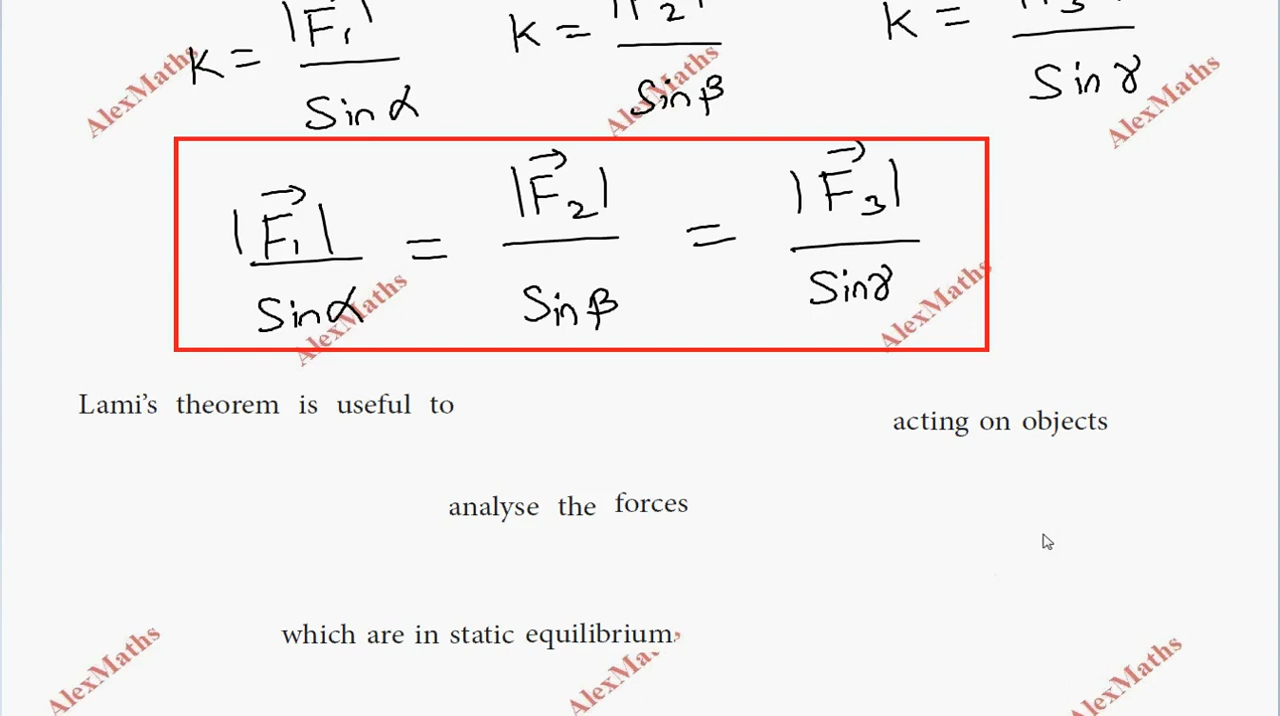 K = |F₁| / Sin α    K = |F₂| / Sin β    K = |F₃| / Sin γ
|F⃗₁| / Sin α = |F⃗₂| / Sin β = |F⃗₃| / Sin γ
Lami's theorem is useful to
acting on objects
analyse the forces
which are in static equilibrium.
AlexMaths
AlexMaths
AlexMaths
AlexMaths
AlexMaths
AlexMaths
AlexMaths
AlexMaths